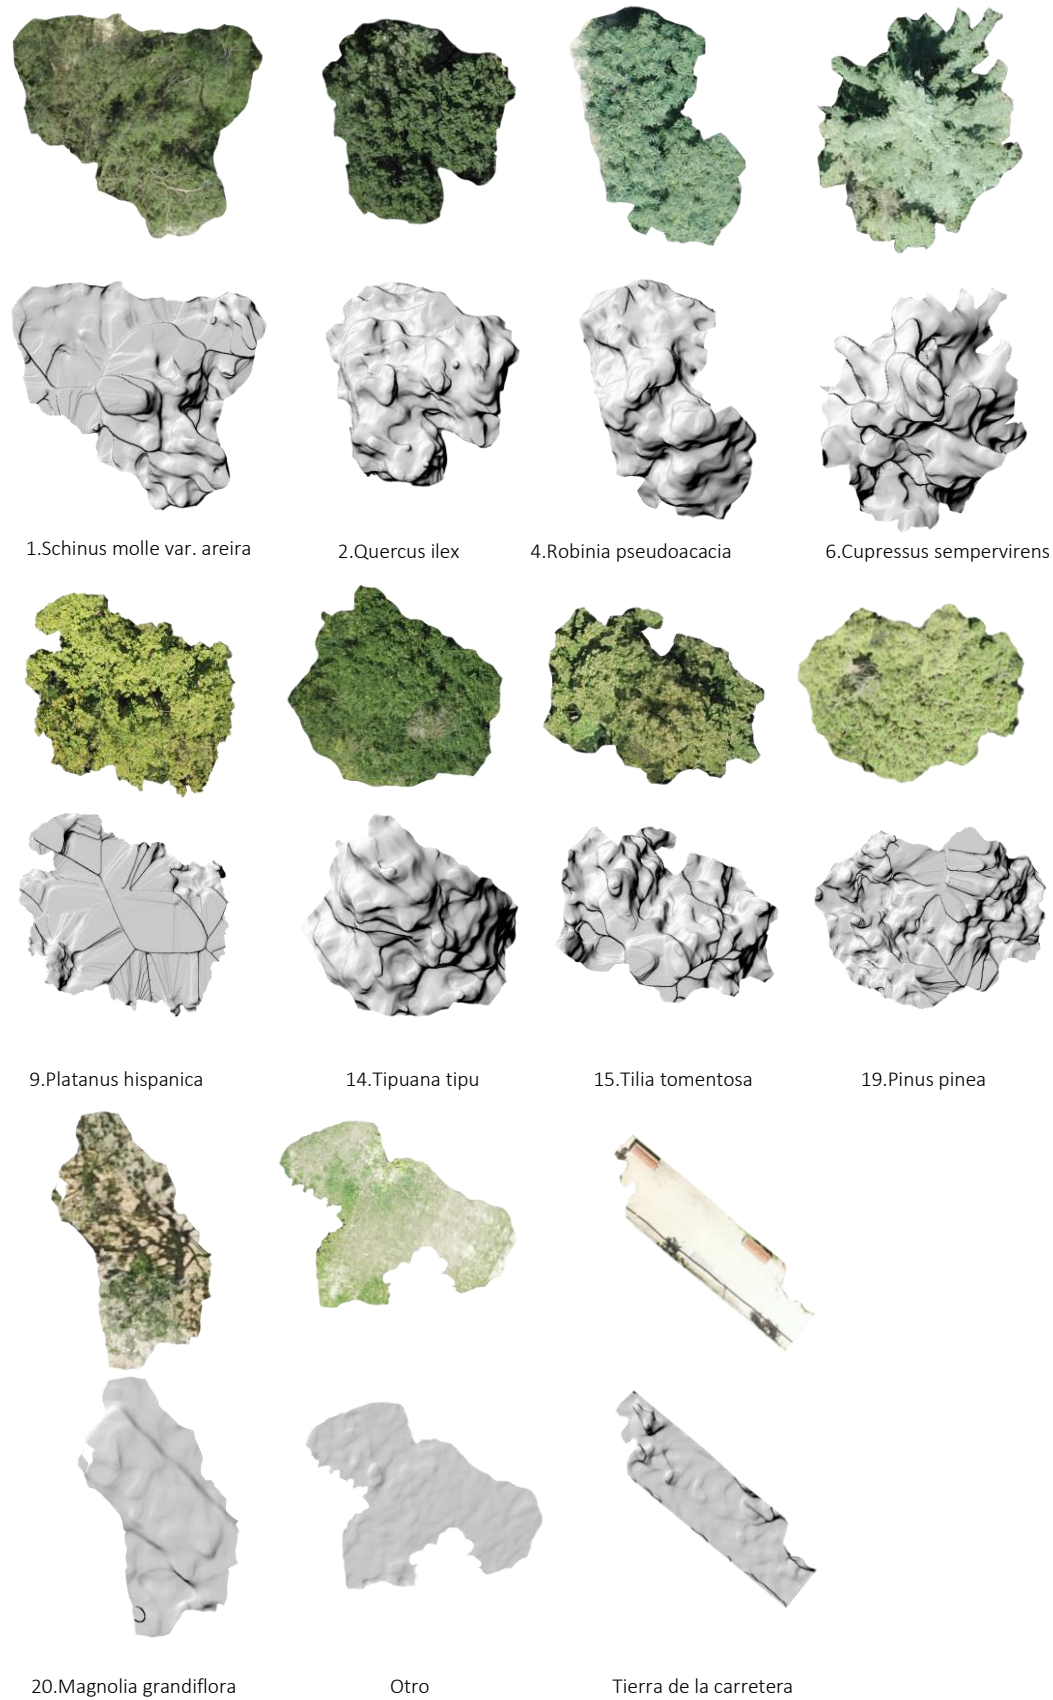 1.Schinus molle var. areira
2.Quercus ilex
4.Robinia pseudoacacia
6.Cupressus sempervirens
9.Platanus hispanica
14.Tipuana tipu
15.Tilia tomentosa
19.Pinus pinea
20.Magnolia grandiflora
Otro
Tierra de la carretera